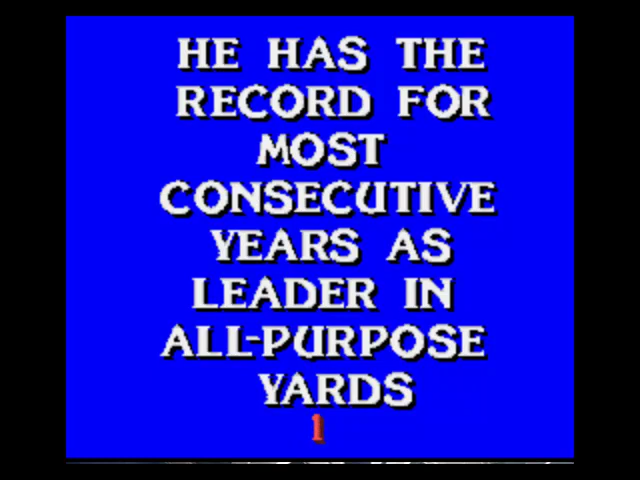 HE HAS THE
RECORD FOR
MOST
CONSECUTIVE
YEARS AS
LEADER IN
ALL-PURPOSE
YARDS
1